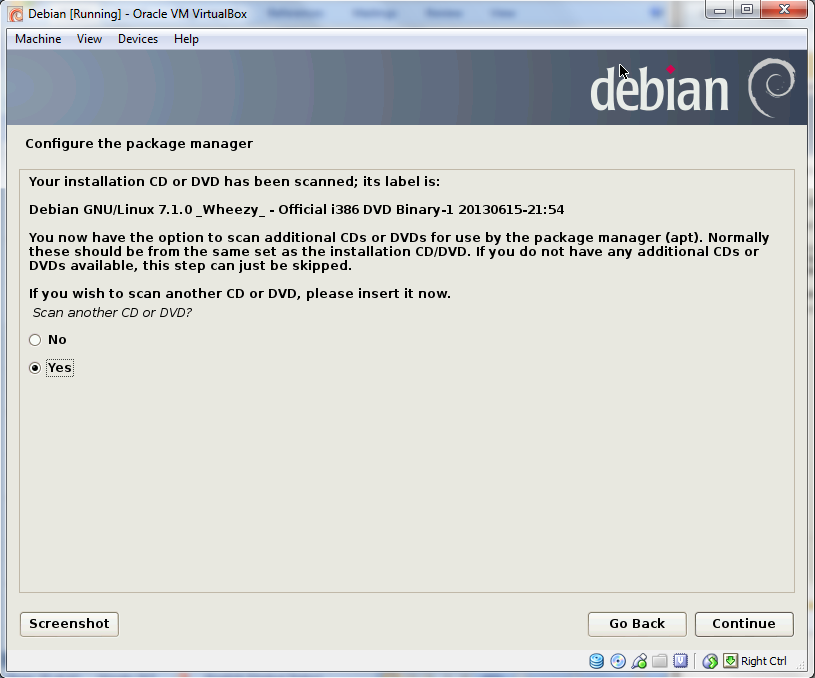 Debian [Running] - Oracle VM VirtualBox
Machine View Devices Help
debian
Configure the package manager
Your installation CD or DVD has been scanned; its label is:
Debian GNU/Linux 7.1.0 _Wheezy_ - Official i386 DVD Binary-1 20130615-21:54
You now have the option to scan additional CDs or DVDs for use by the package manager (apt). Normally
these should be from the same set as the installation CD/DVD. If you do not have any additional CDs or
DVDs available, this step can just be skipped.
If you wish to scan another CD or DVD, please insert it now.
Scan another CD or DVD?
No
Yes
Screenshot
Go Back Continue
Right Ctrl